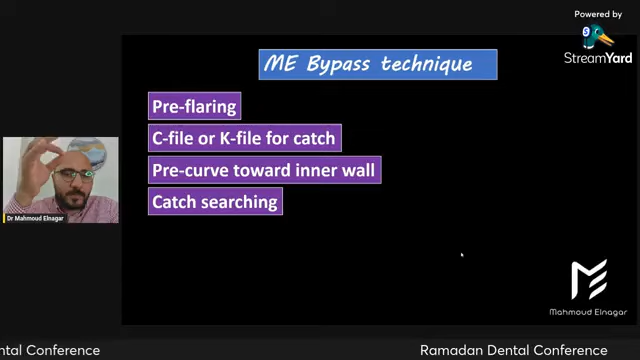 Powered by
StreamYard
ME Bypass technique
Pre-flaring
C-file or K-file for catch
Pre-curve toward inner wall
Catch searching
Dr Mahmoud Elnagar
Mahmoud Elnagar
ntal Conference
Ramadan Dental Conference